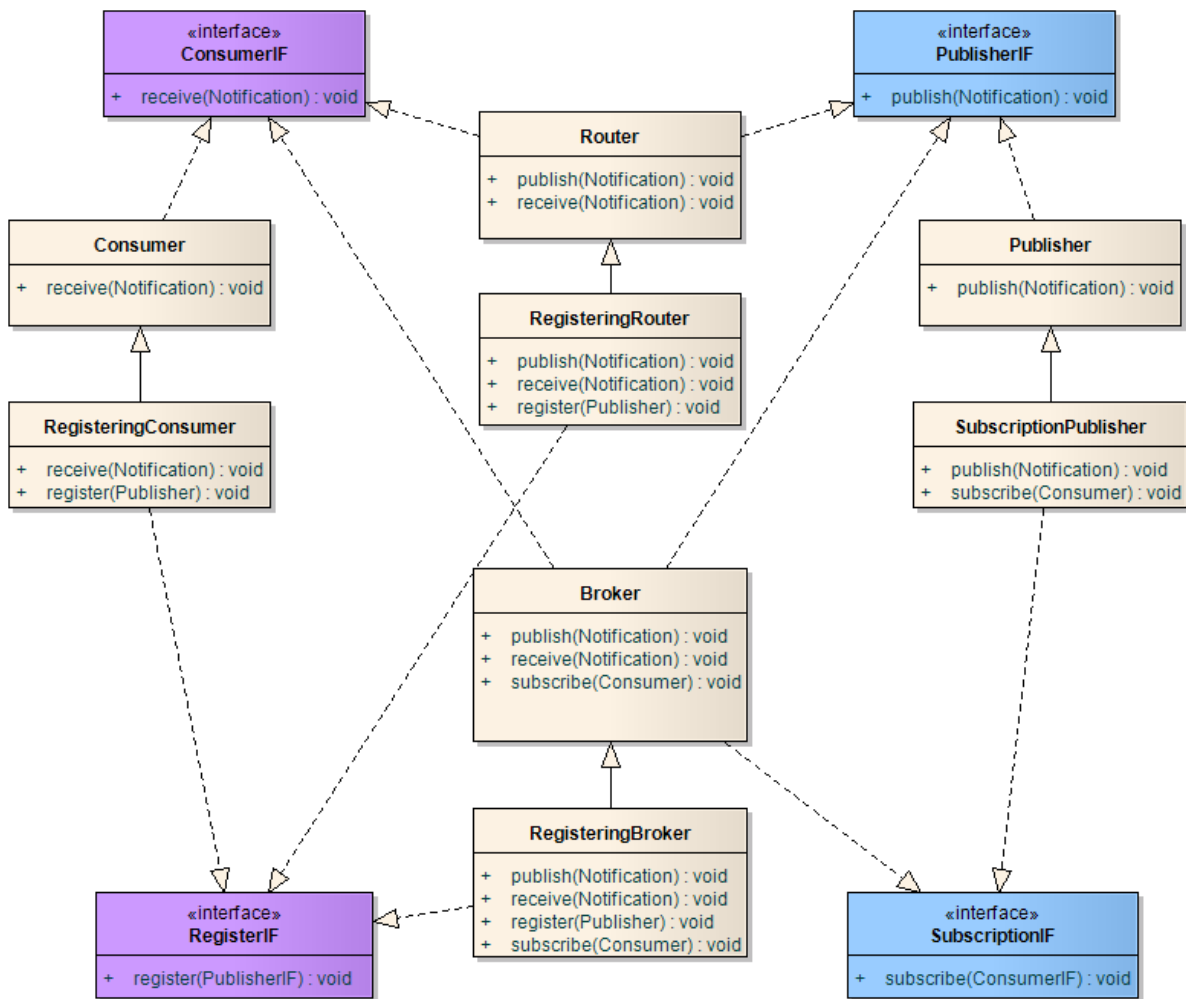 «interface»
ConsumerIF
+ receive(Notification) : void
«interface»
PublisherIF
+ publish(Notification) : void
Router
+ publish(Notification) : void
+ receive(Notification) : void
Consumer
+ receive(Notification) : void
Publisher
+ publish(Notification) : void
RegisteringRouter
+ publish(Notification) : void
+ receive(Notification) : void
+ register(Publisher) : void
RegisteringConsumer
+ receive(Notification) : void
+ register(Publisher) : void
SubscriptionPublisher
+ publish(Notification) : void
+ subscribe(Consumer) : void
Broker
+ publish(Notification) : void
+ receive(Notification) : void
+ subscribe(Consumer) : void
RegisteringBroker
+ publish(Notification) : void
+ receive(Notification) : void
+ register(Publisher) : void
+ subscribe(Consumer) : void
«interface»
RegisterIF
+ register(PublisherIF) : void
«interface»
SubscriptionIF
+ subscribe(ConsumerIF) : void